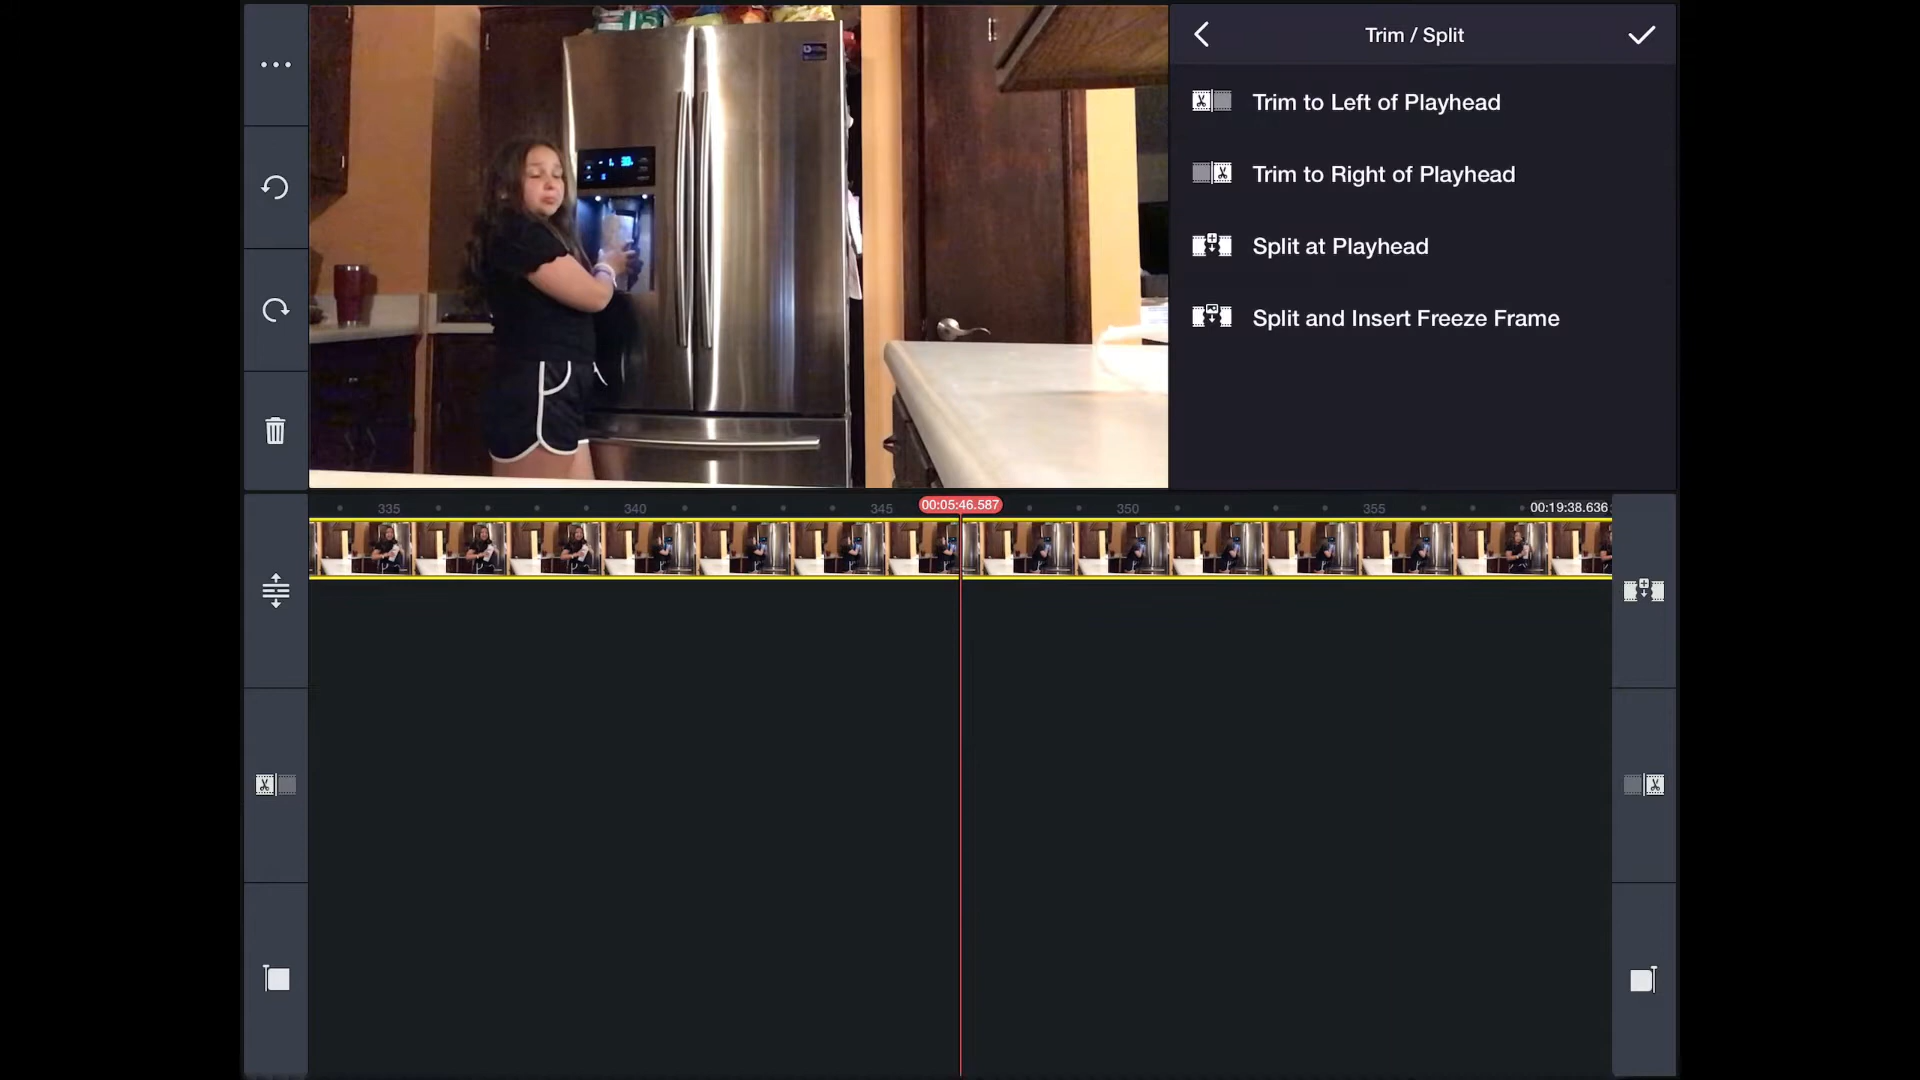 Trim / Split
Trim to Left of Playhead
Trim to Right of Playhead
Split at Playhead
Split and Insert Freeze Frame
335
340
345
00:05:46.587
350
355
00:19:38.636